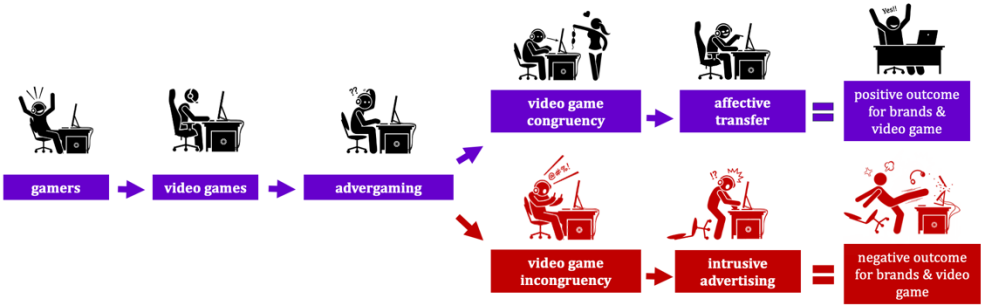 Yes!!
video game
congruency
affective
transfer
=
positive outcome
for brands &
video game
??
gamers
video games
advergaming
@#%!
!?
video game
incongruency
intrusive
advertising
=
negative outcome
for brands & video
game